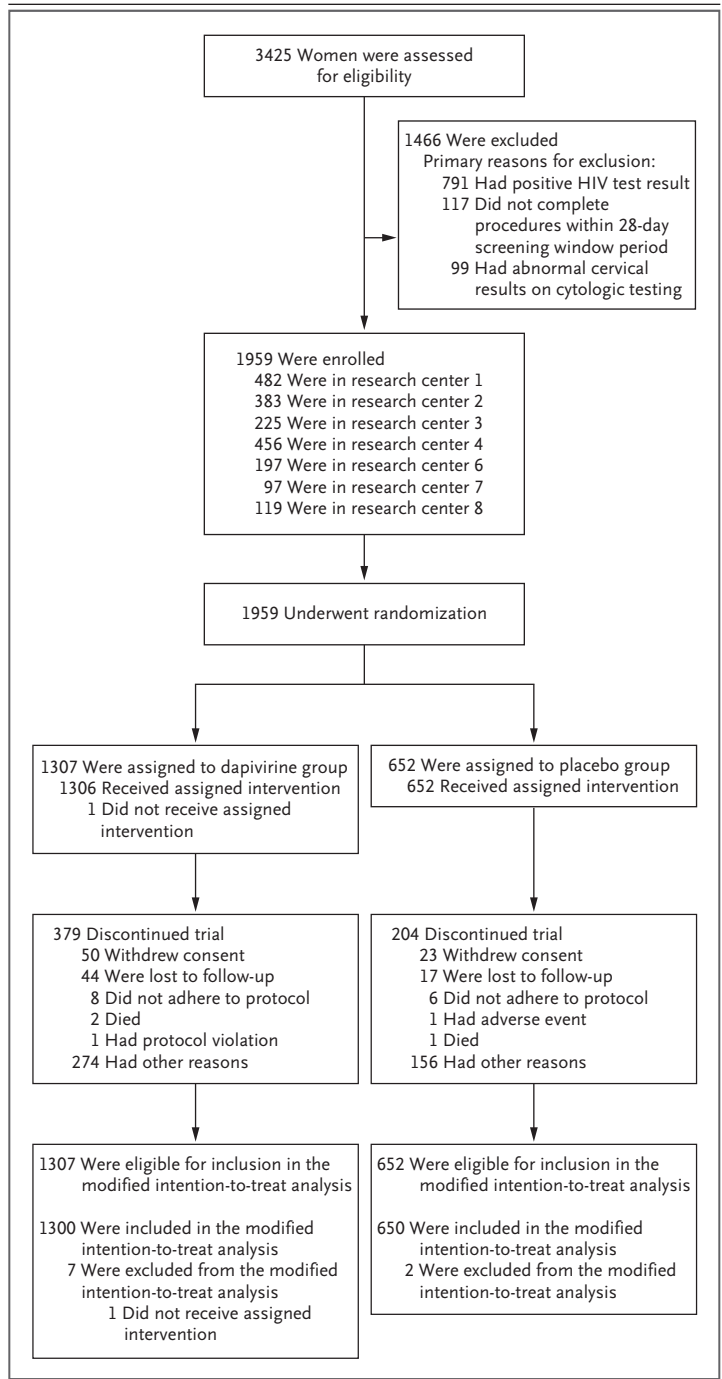 3425 Women were assessed
for eligibility
1466 Were excluded
Primary reasons for exclusion:
791 Had positive HIV test result
117 Did not complete
procedures within 28-day
screening window period
99 Had abnormal cervical
results on cytologic testing
1959 Were enrolled
482 Were in research center 1
383 Were in research center 2
225 Were in research center 3
456 Were in research center 4
197 Were in research center 6
97 Were in research center 7
119 Were in research center 8
1959 Underwent randomization
1307 Were assigned to dapivirine group
1306 Received assigned intervention
1 Did not receive assigned
intervention
652 Were assigned to placebo group
652 Received assigned intervention
379 Discontinued trial
50 Withdrew consent
44 Were lost to follow-up
8 Did not adhere to protocol
2 Died
1 Had protocol violation
274 Had other reasons
204 Discontinued trial
23 Withdrew consent
17 Were lost to follow-up
6 Did not adhere to protocol
1 Had adverse event
1 Died
156 Had other reasons
1307 Were eligible for inclusion in the
modified intention-to-treat analysis
1300 Were included in the modified
intention-to-treat analysis
7 Were excluded from the modified
intention-to-treat analysis
1 Did not receive assigned
intervention
652 Were eligible for inclusion in the
modified intention-to-treat analysis
650 Were included in the modified
intention-to-treat analysis
2 Were excluded from the modified
intention-to-treat analysis